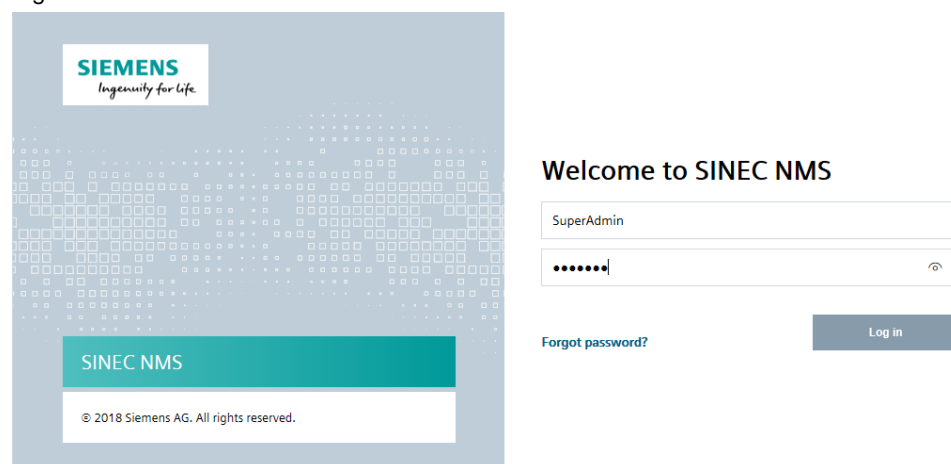 SIEMENS
Ingenuity for life
SINEC NMS
© 2018 Siemens AG. All rights reserved.
Welcome to SINEC NMS
SuperAdmin
•••••••
Forgot password?
Log in